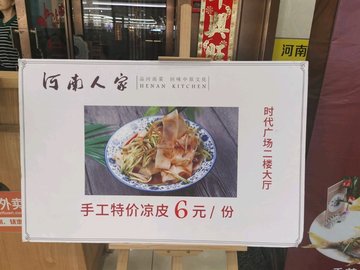 河南人家
品河南菜 回味中原文化
HENAN KITCHEN
时代广场二楼大厅
手工特价凉皮6元/份
河南
外卖